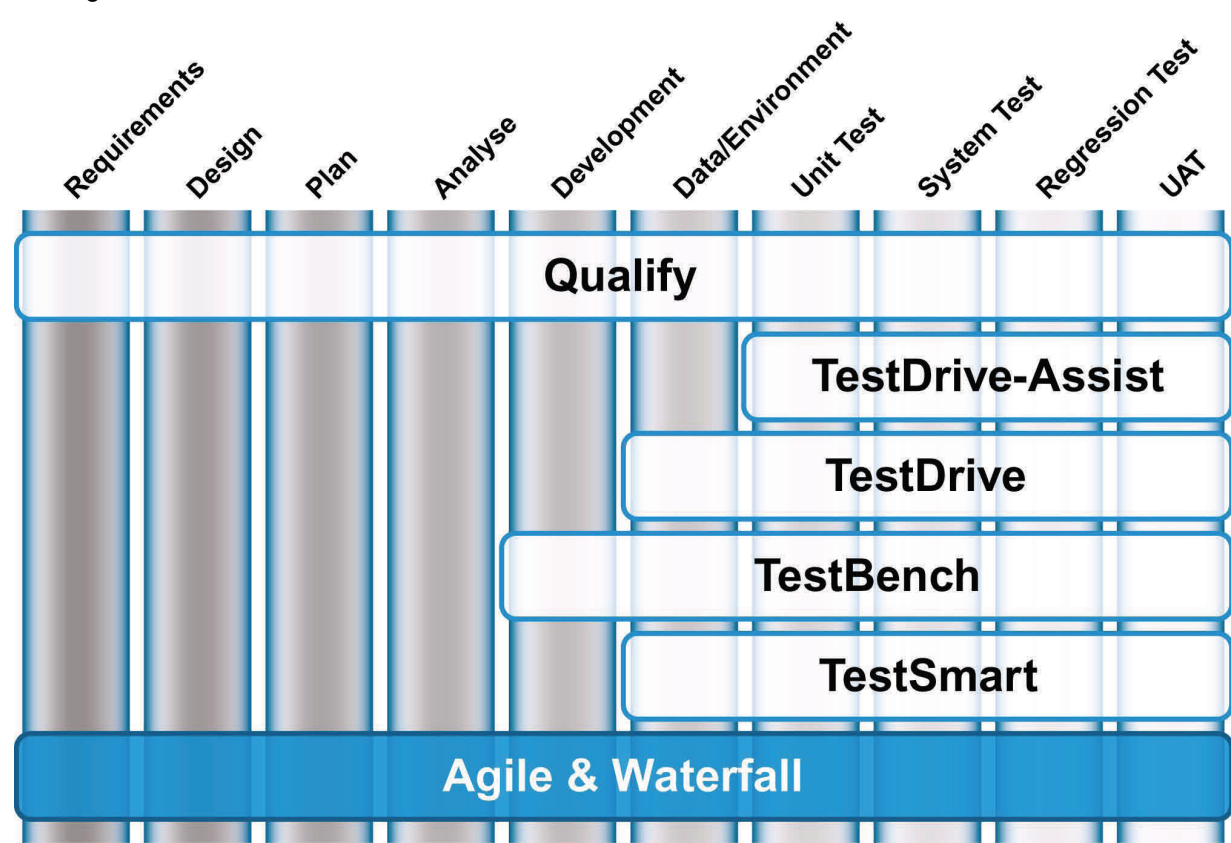 Requirements
Design
Plan
Analyse
Development
Data/Environment
Unit Test
System Test
Regression Test
UAT
Qualify
TestDrive-Assist
TestDrive
TestBench
TestSmart
Agile & Waterfall